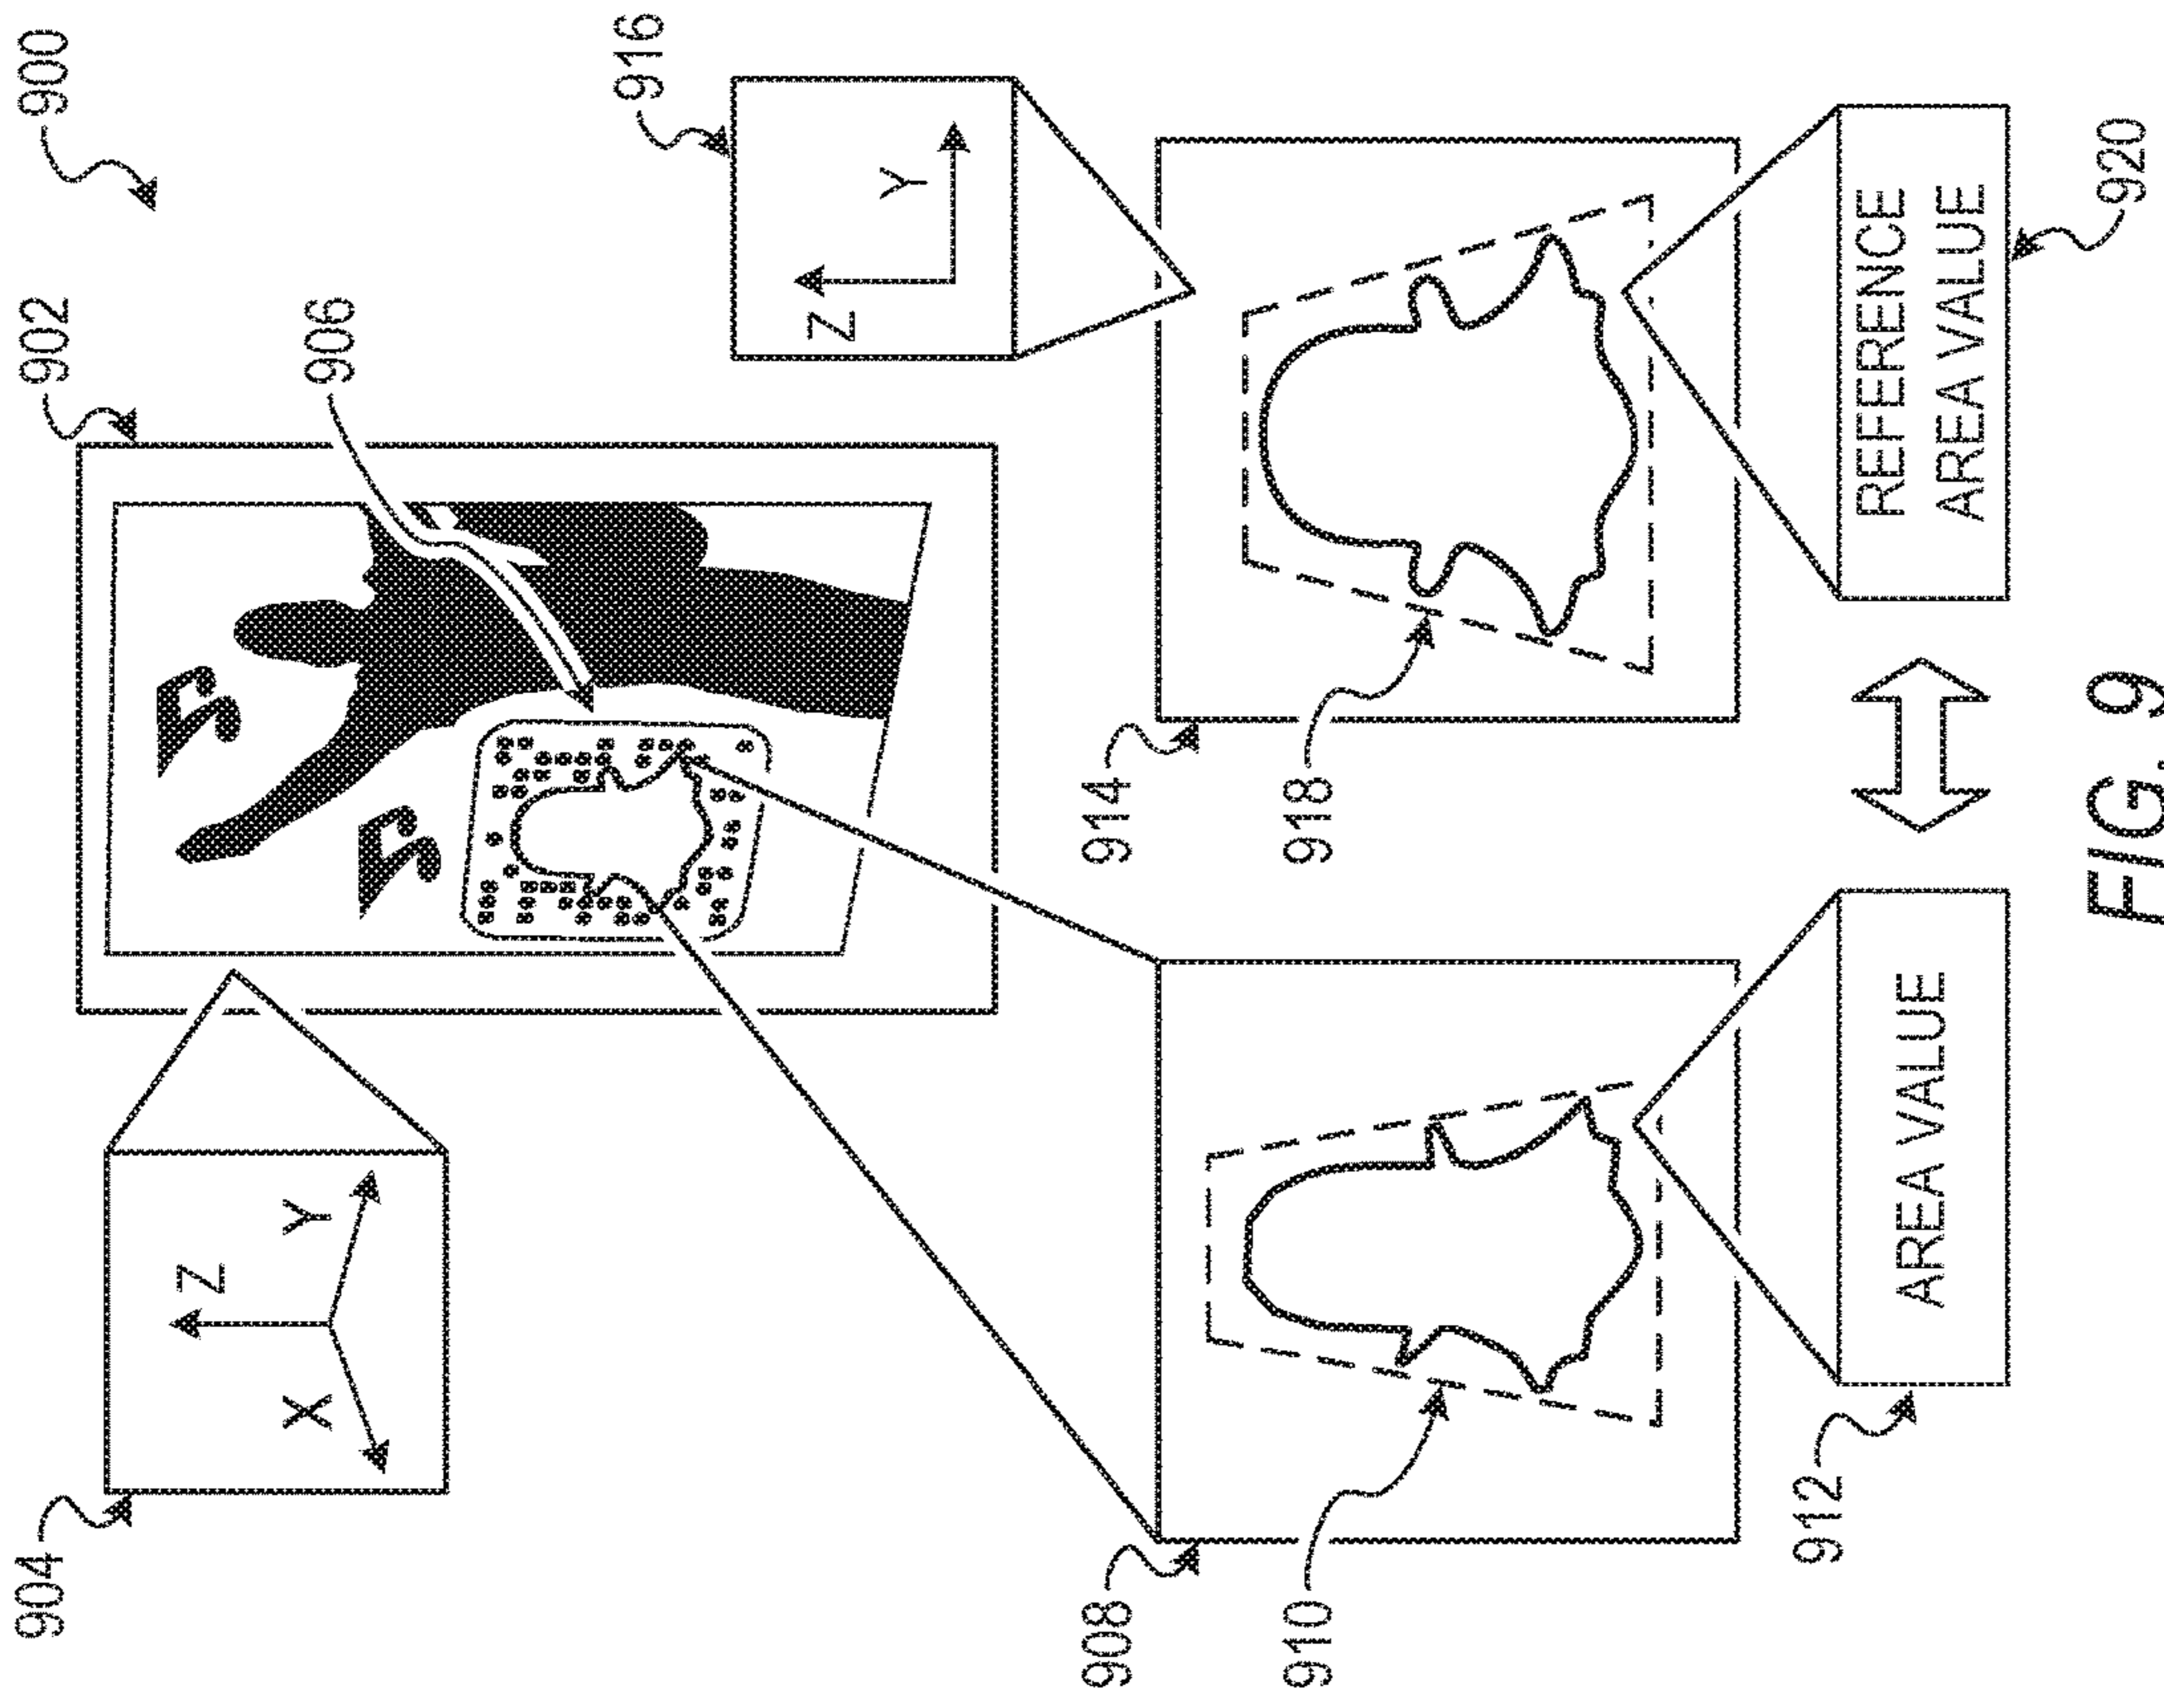 900
902
904
Z
X
Y
906
916
Z
Y
908
910
914
918
912
AREA VALUE
REFERENCE
AREA VALUE
920
FIG. 9